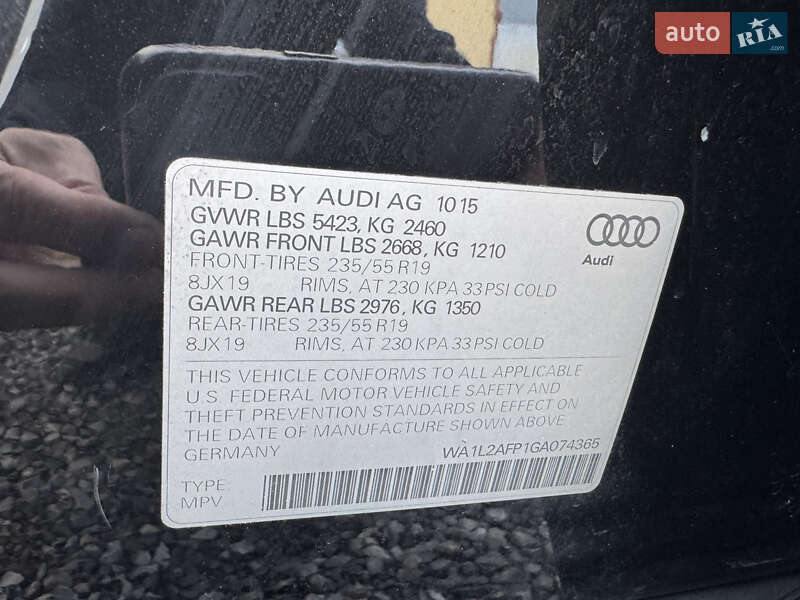 auto RIA
.com
MFD. BY AUDI AG 10 15
GVWR LBS 5423, KG 2460
GAWR FRONT LBS 2668, KG 1210
FRONT-TIRES 235/55 R19
8JX19 RIMS, AT 230 KPA 33 PSI COLD
GAWR REAR LBS 2976, KG 1350
REAR-TIRES 235/55 R19
8JX19 RIMS, AT 230 KPA 33 PSI COLD
Audi
THIS VEHICLE CONFORMS TO ALL APPLICABLE
U.S. FEDERAL MOTOR VEHICLE SAFETY AND
THEFT PREVENTION STANDARDS IN EFFECT ON
THE DATE OF MANUFACTURE SHOWN ABOVE
GERMANY WA1L2AFP1GA074365
TYPE:
MPV